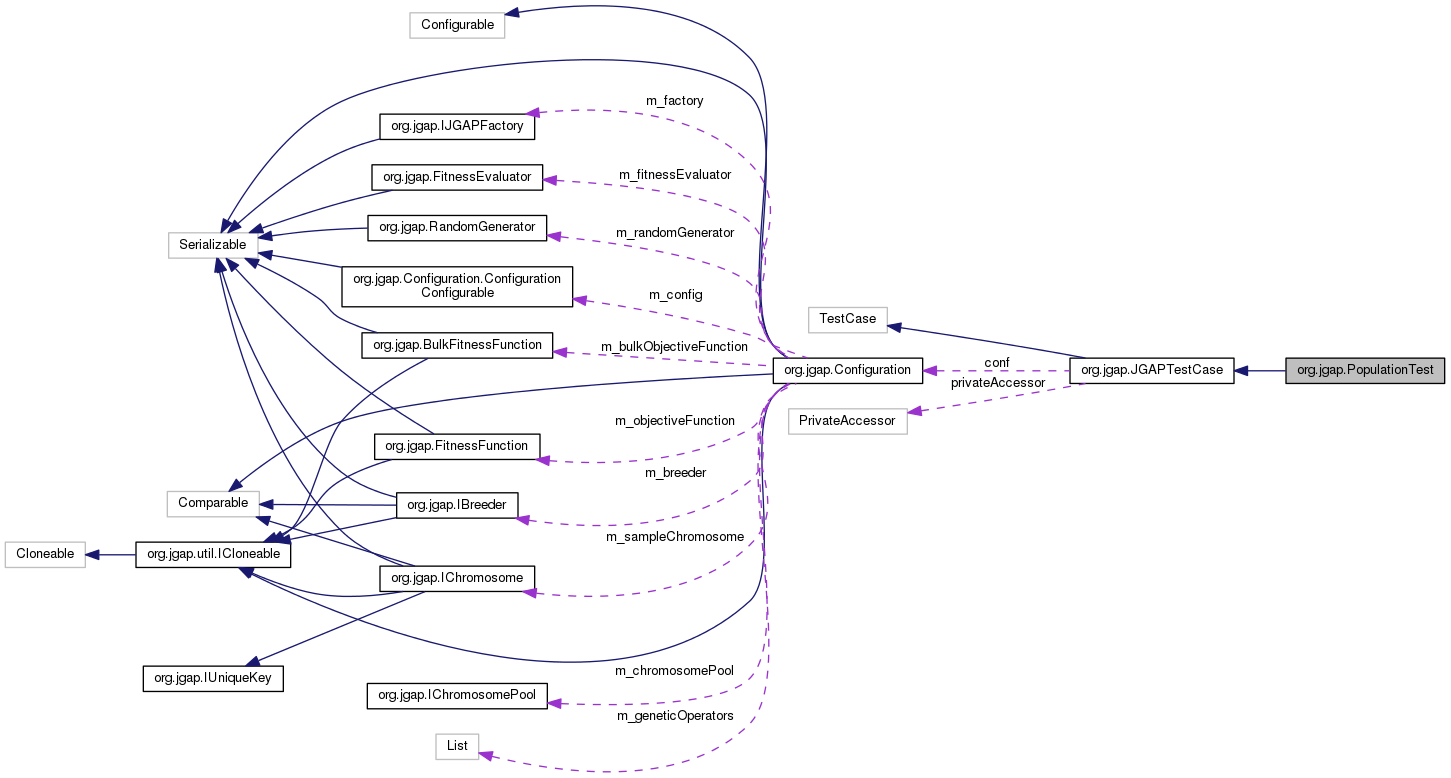 Configurable
m_factory
org.jgap.IJGAPFactory
m_fitnessEvaluator
org.jgap.FitnessEvaluator
org.jgap.RandomGenerator
m_randomGenerator
Serializable
org.jgap.Configuration.Configuration
Configurable
m_config
TestCase
org.jgap.BulkFitnessFunction
m_bulkObjectiveFunction
org.jgap.Configuration
conf
org.jgap.JGAPTestCase
org.jgap.PopulationTest
privateAccessor
PrivateAccessor
m_objectiveFunction
org.jgap.FitnessFunction
m_breeder
Comparable
org.jgap.IBreeder
m_sampleChromosome
Cloneable
org.jgap.util.ICloneable
org.jgap.IChromosome
org.jgap.IUniqueKey
m_chromosomePool
org.jgap.IChromosomePool
m_geneticOperators
List